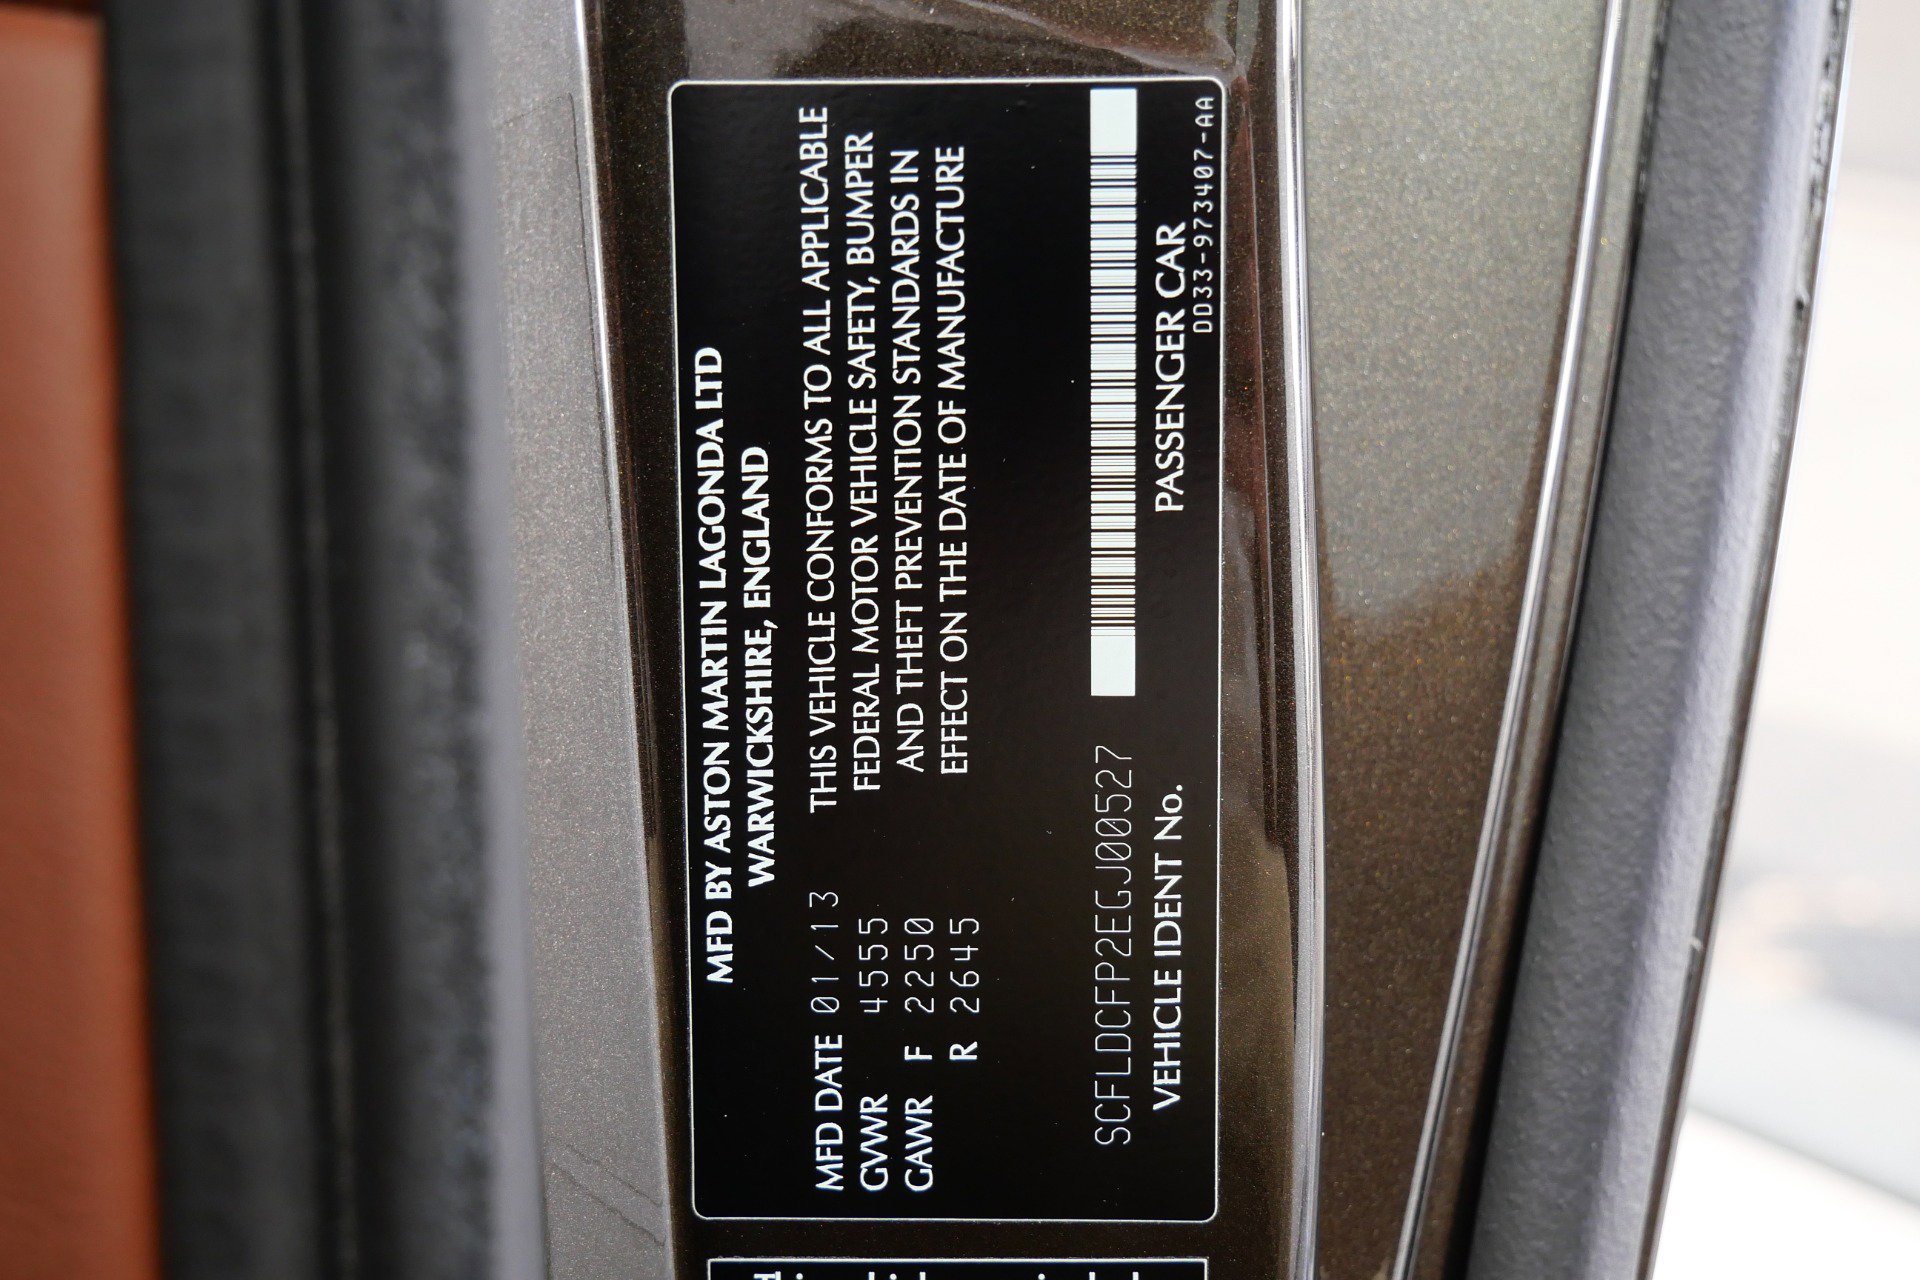 MFD BY ASTON MARTIN LAGONDA LTD
WARWICKSHIRE, ENGLAND
MFD DATE 01/13
GVWR 4555
GAWR F 2250
R 2645
THIS VEHICLE CONFORMS TO ALL APPLICABLE
FEDERAL MOTOR VEHICLE SAFETY, BUMPER
AND THEFT PREVENTION STANDARDS IN
EFFECT ON THE DATE OF MANUFACTURE
SCFLDCFP2EGJ00527
VEHICLE IDENT No.
PASSENGER CAR
DD33-973407-AA